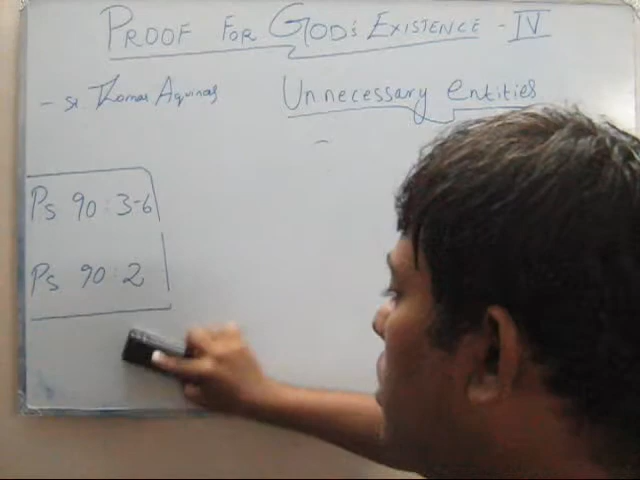 PROOF FOR GOD's EXISTENCE - IV
- St Thomas Aquinas
Unnecessary entities
-
Ps 90:3-6
Ps 90:2